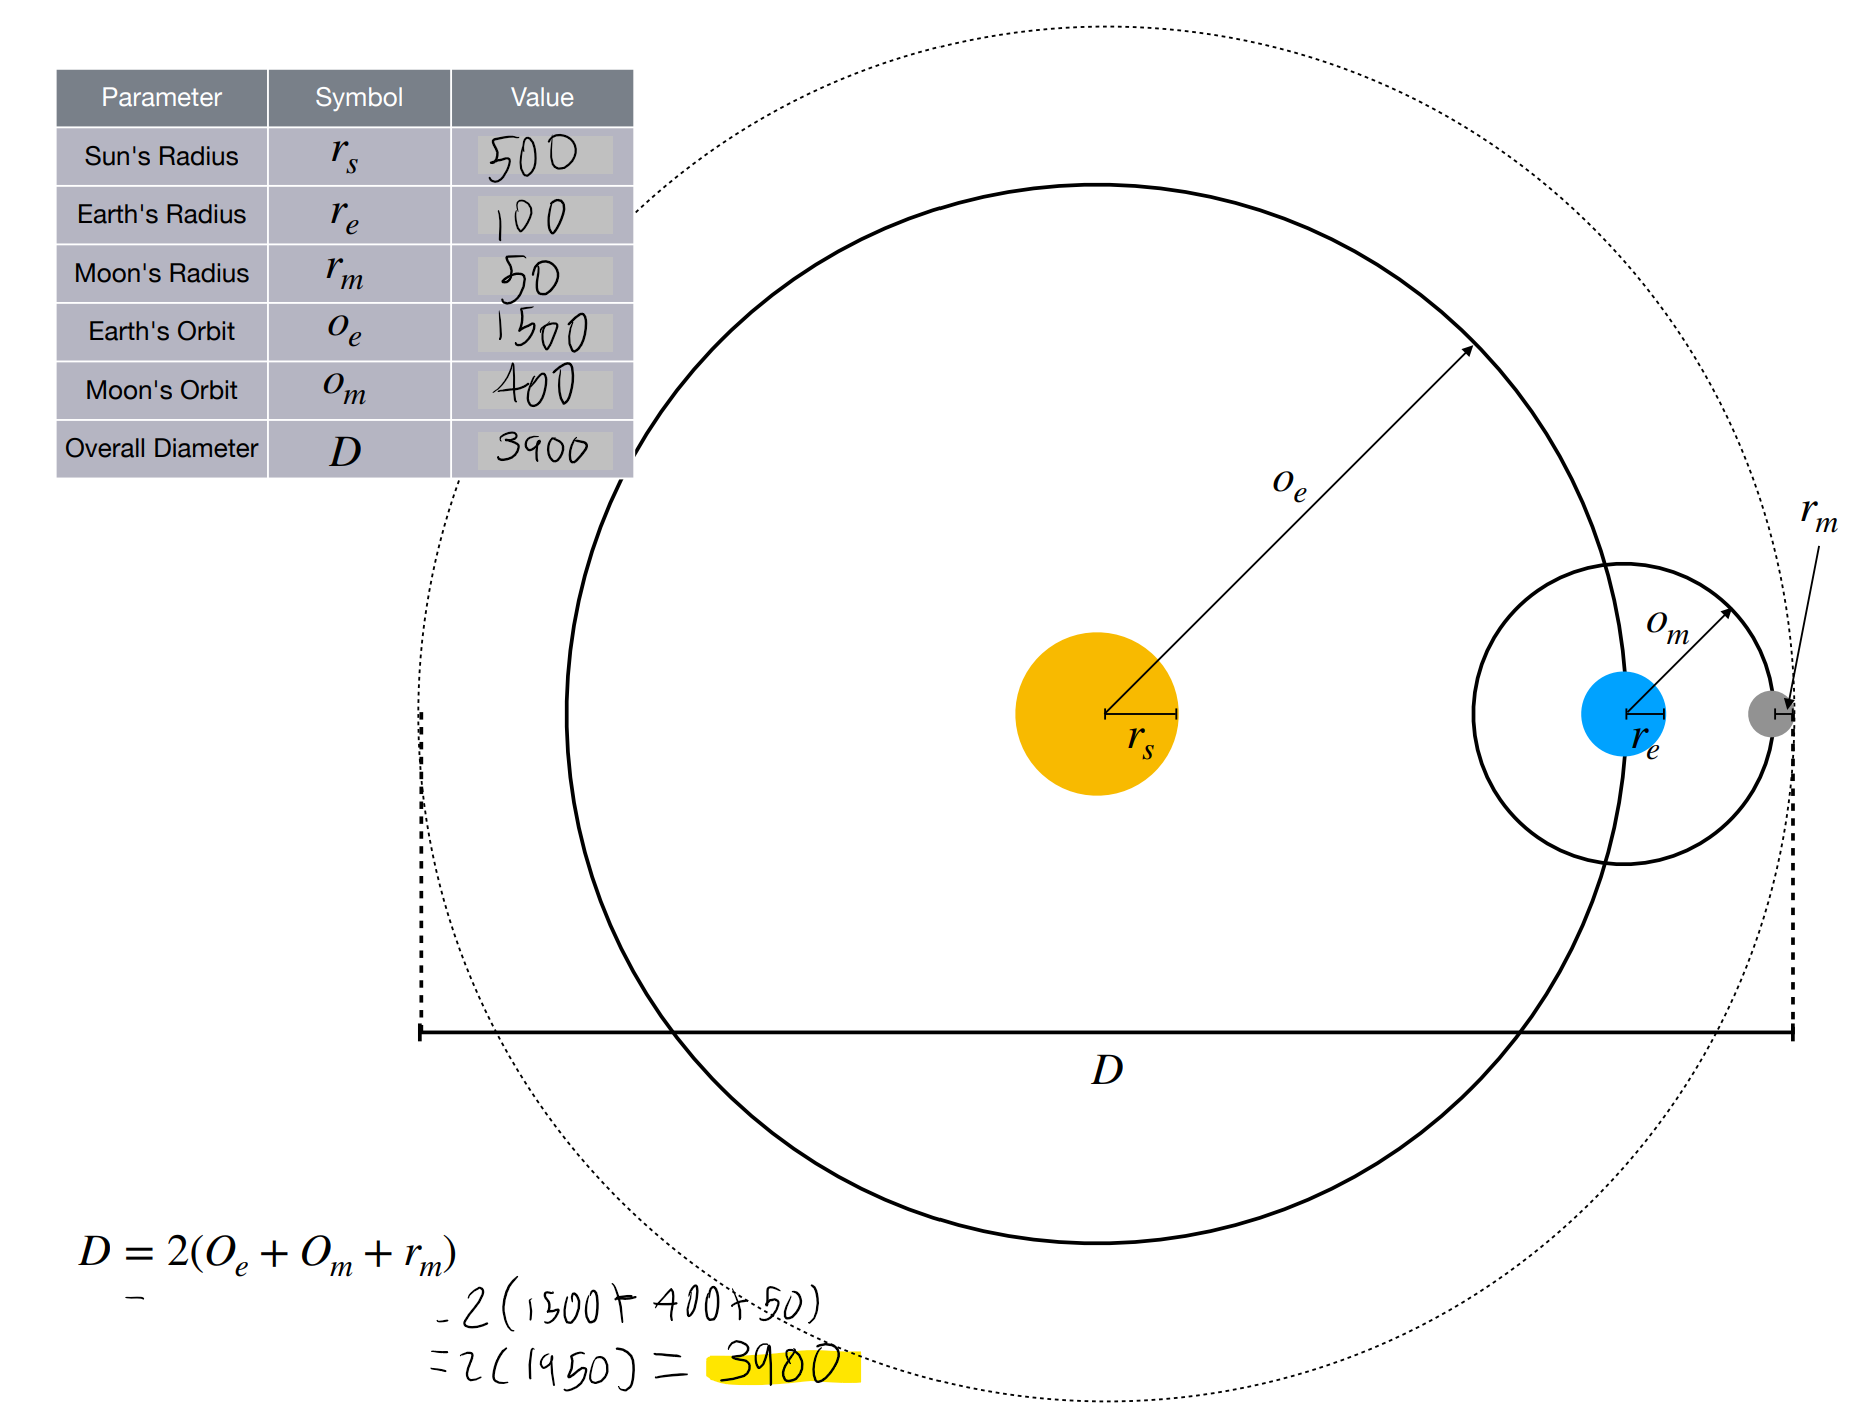 Parameter Symbol Value
Sun's Radius r_s 500
Earth's Radius r_e 100
Moon's Radius r_m 50
Earth's Orbit o_e 1500
Moon's Orbit o_m 400
Overall Diameter D 3900
o_e
r_m
o_m
r_s
r_e
D
D = 2(O_e + O_m + r_m)
- 2(1500+400+50)
=2(1950) = 3900